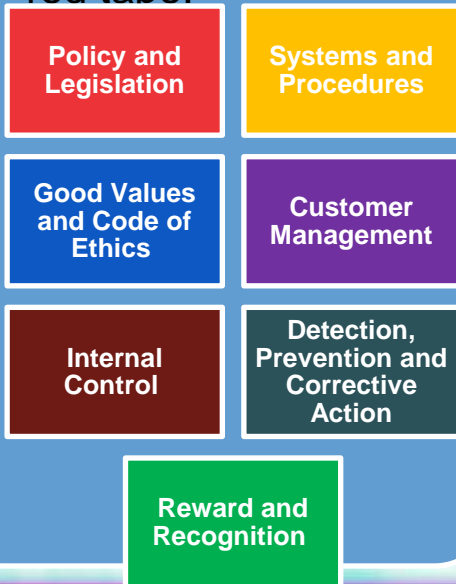 Policy and
Legislation
Systems and
Procedures
Good Values
and Code of
Ethics
Customer
Management
Internal
Control
Detection,
Prevention and
Corrective
Action
Reward and
Recognition